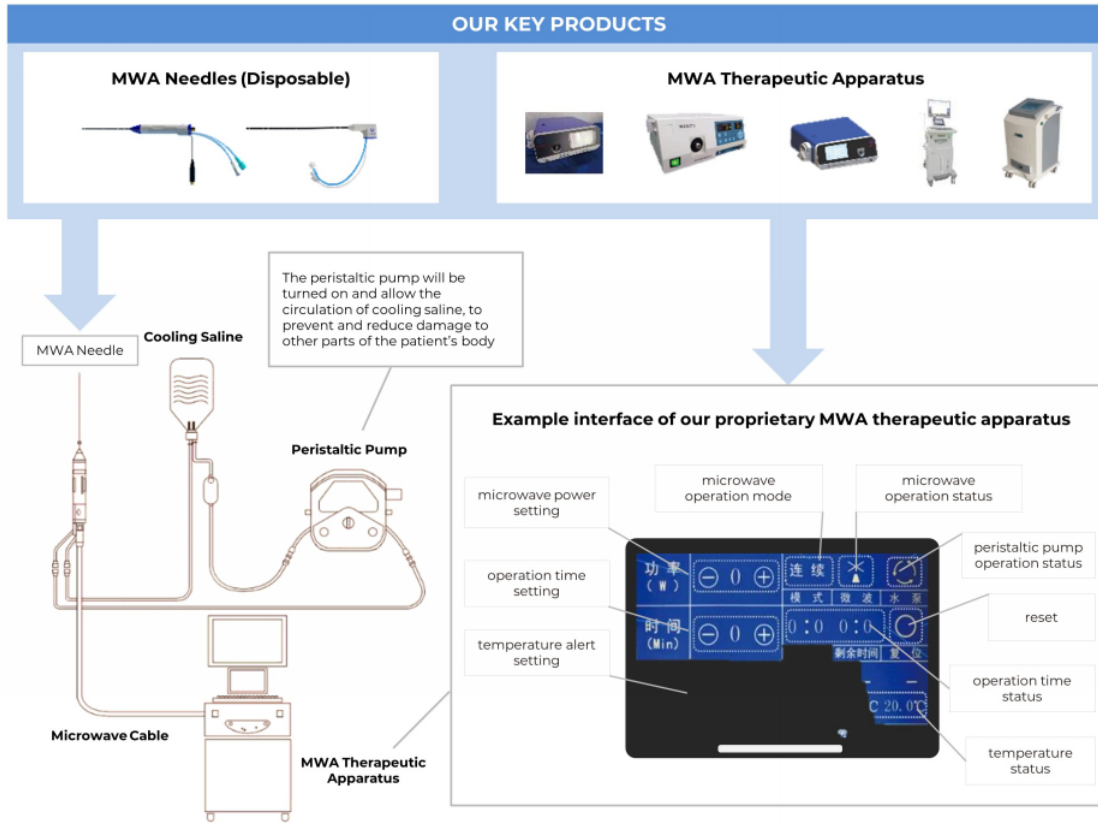 OUR KEY PRODUCTS
MWA Needles (Disposable)
MWA Therapeutic Apparatus
The peristaltic pump will be
turned on and allow the
circulation of cooling saline, to
prevent and reduce damage to
other parts of the patient's body
MWA Needle
Cooling Saline
Peristaltic Pump
Microwave Cable
MWA Therapeutic
Apparatus
Example interface of our proprietary MWA therapeutic apparatus
microwave power
setting
microwave
operation mode
microwave
operation status
peristaltic pump
operation status
operation time
setting
reset
temperature alert
setting
operation time
status
temperature
status
功率
(W)
0
连续
模式
微波
水泵
时间
(Min)
0
0:0 0:0
剩余时间
复位
C 20.0℃